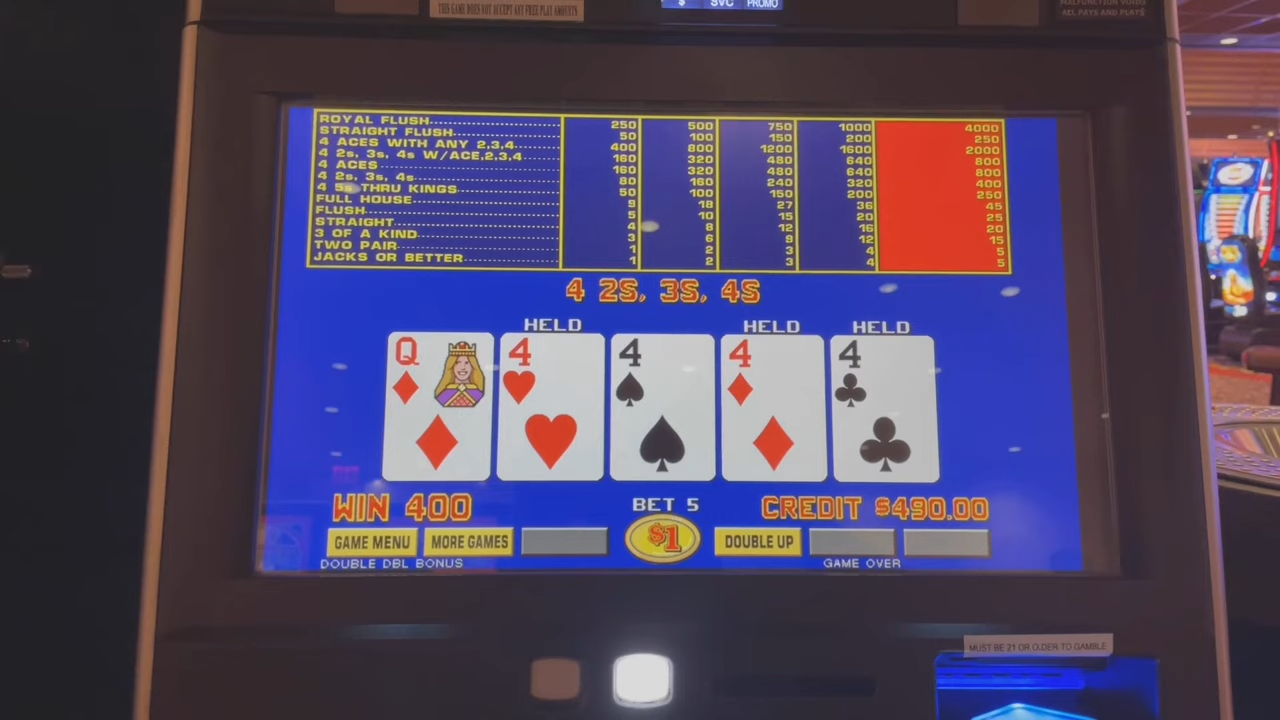 THIS GAME DOES NOT ACCEPT ANY FREE PLAY AMOUNTS
$ SVC PROMO
MALFUNCTION VOIDS
ALL PAYS AND PLAYS
ROYAL FLUSH 250 500 750 1000 4000
STRAIGHT FLUSH 50 100 150 200 250
4 ACES WITH ANY 2,3,4 400 800 1200 1600 2000
4 2s, 3s, 4s W/ACE,2,3,4 160 320 480 640 800
4 ACES 160 320 480 640 800
4 2s, 3s, 4s 80 160 240 320 400
4 5s THRU KINGS 50 100 150 200 250
FULL HOUSE 9 18 27 36 45
FLUSH 5 10 15 20 25
STRAIGHT 4 8 12 16 20
3 OF A KIND 3 6 9 12 15
TWO PAIR 1 2 3 4 5
JACKS OR BETTER 1 2 3 4 5
4 2S, 3S, 4S
HELD HELD HELD
Q 4 4 4 4
WIN 400 BET 5 CREDIT $490.00
GAME MENU MORE GAMES $1 DOUBLE UP
DOUBLE DBL BONUS GAME OVER
MUST BE 21 OR OLDER TO GAMBLE